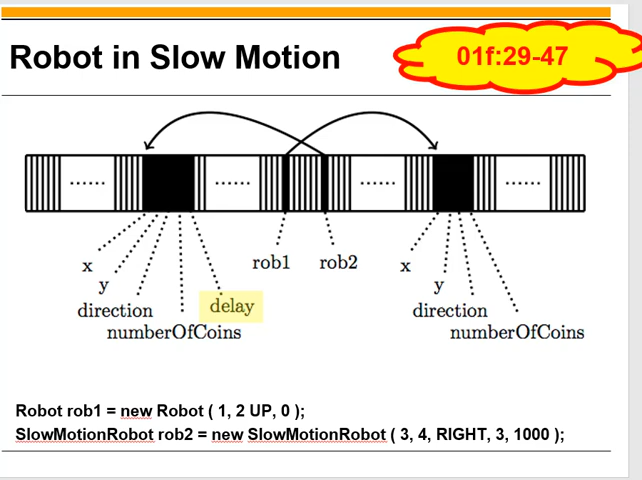 Robot in Slow Motion
01f:29-47
...... ...... ...... ......
rob1 rob2
x x
y y
direction delay direction
numberOfCoins numberOfCoins
Robot rob1 = new Robot ( 1, 2 UP, 0 );
SlowMotionRobot rob2 = new SlowMotionRobot ( 3, 4, RIGHT, 3, 1000 );